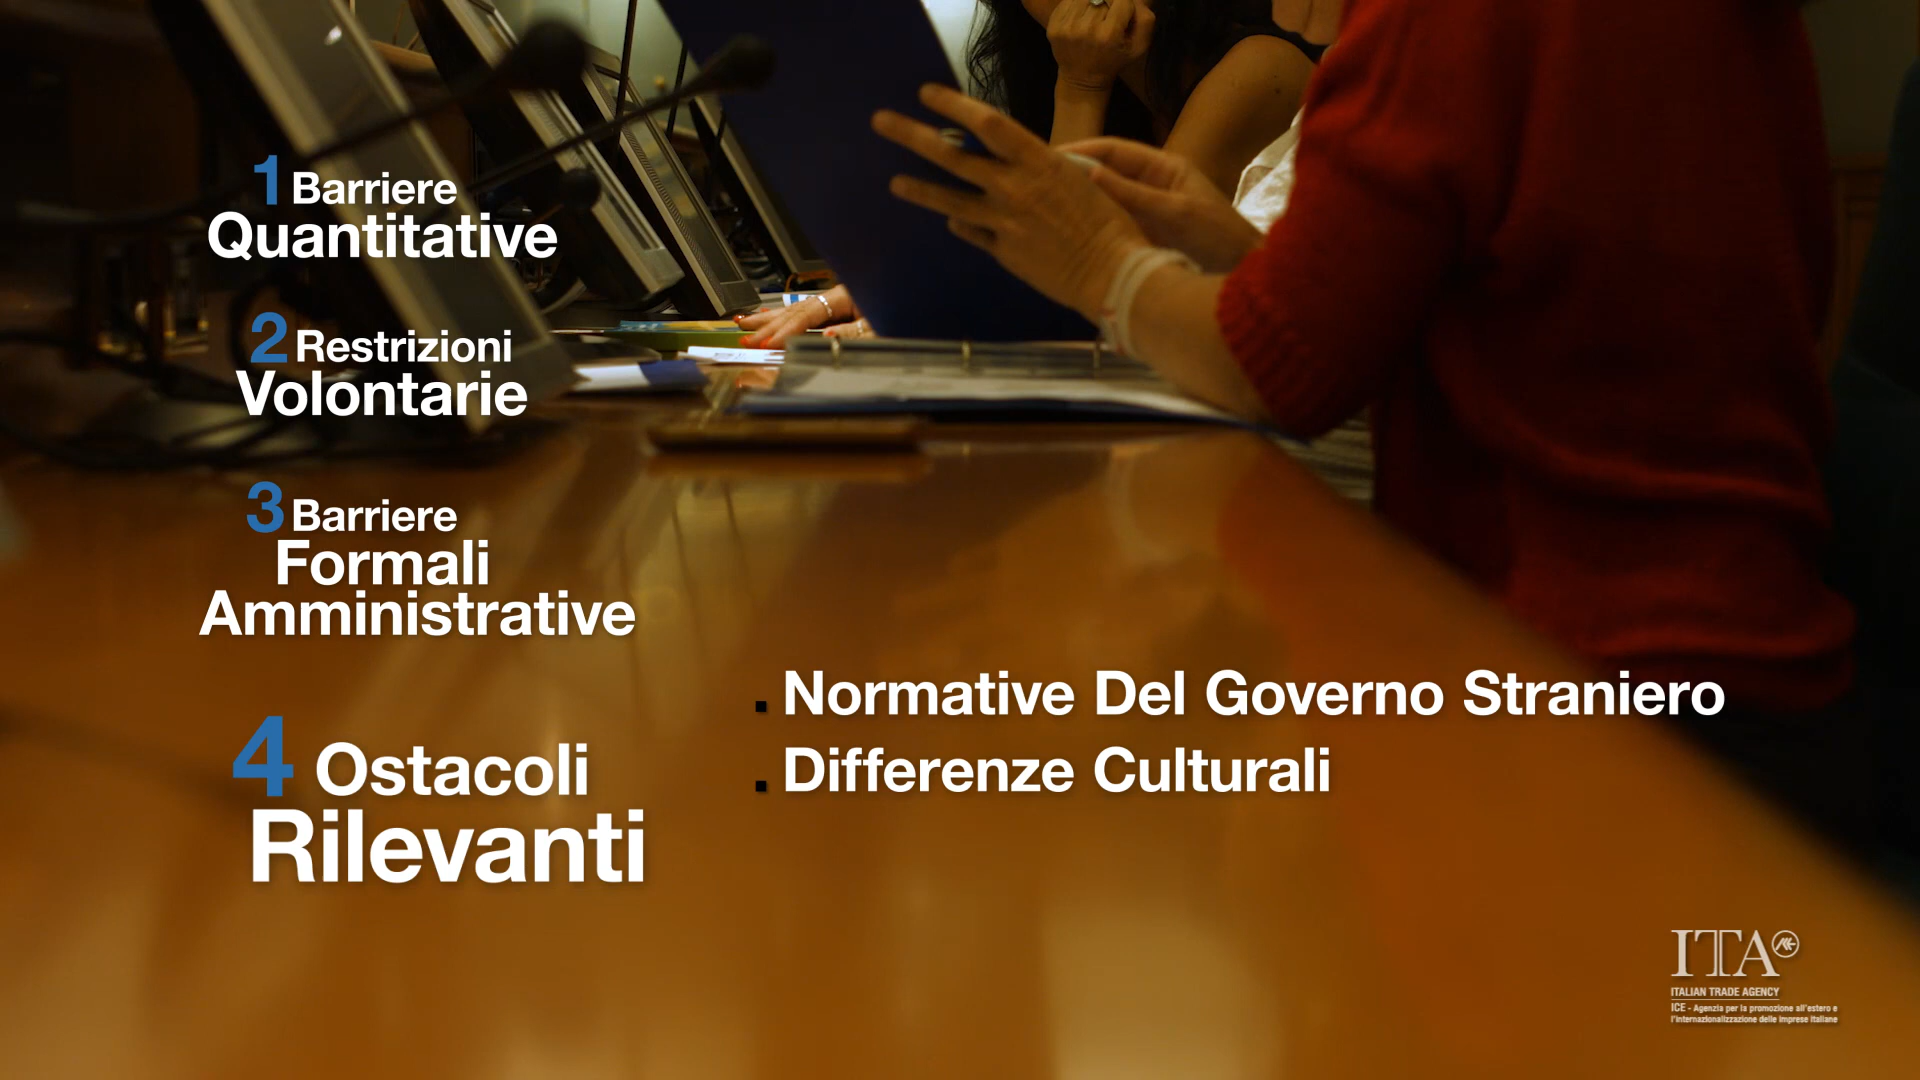 1 Barriere
Quantitative
2 Restrizioni
Volontarie
3 Barriere
Formali
Amministrative
4 Ostacoli
Rilevanti
. Normative Del Governo Straniero
. Differenze Culturali
ITA
ITALIAN TRADE AGENCY
ICE - Agenzia per la promozione all'estero e
l'internazionalizzazione delle imprese italiane